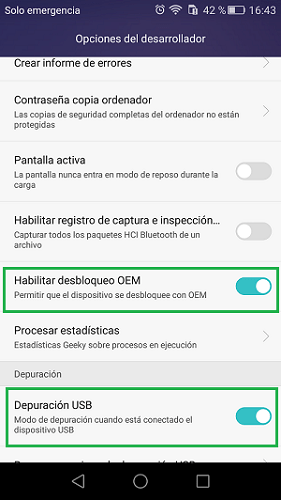 Solo emergencia 42 % 16:43
Opciones del desarrollador
Crear informe de errores
Contraseña copia ordenador
Las copias de seguridad completas del ordenador no están
protegidas
Pantalla activa
La pantalla nunca entra en modo de reposo durante la
carga
Habilitar registro de captura e inspección...
Capturar todos los paquetes HCI Bluetooth de un
archivo
Habilitar desbloqueo OEM
Permitir que el dispositivo se desbloquee con OEM
Procesar estadísticas
Estadísticas Geeky sobre procesos en ejecución
Depuración
Depuración USB
Modo de depuración cuando está conectado el
dispositivo USB